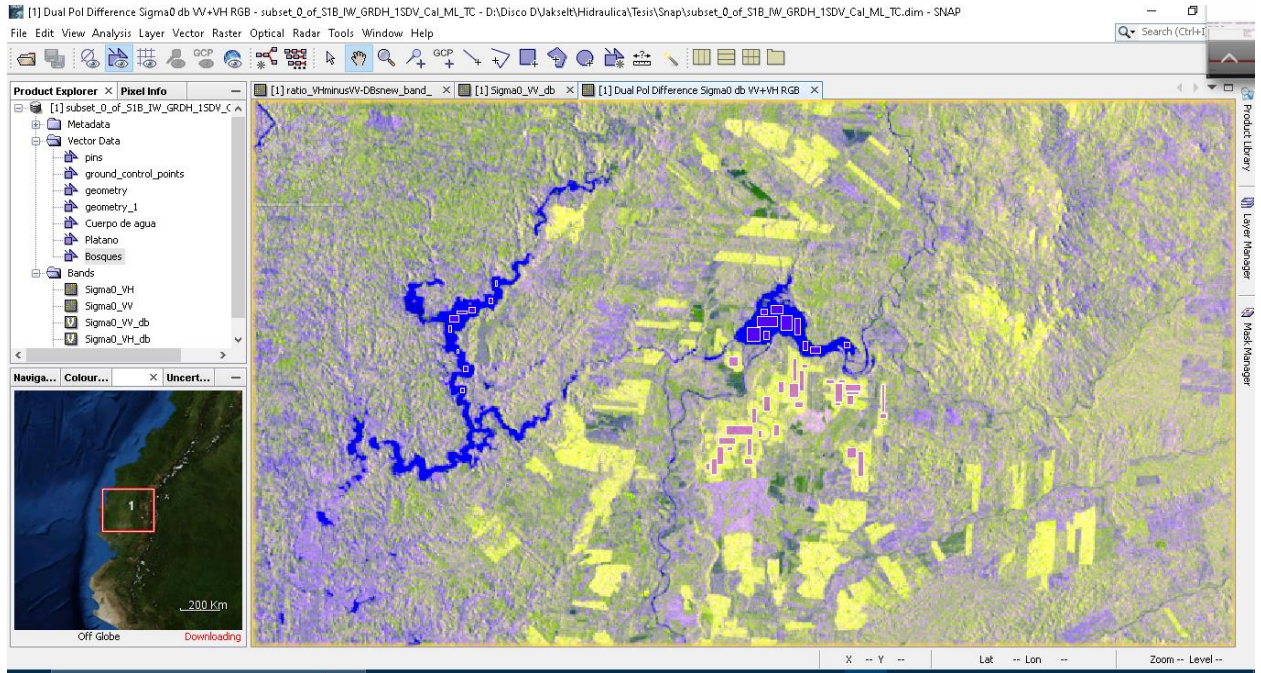 [1] Dual Pol Difference Sigma0 db VV+VH RGB - subset_0_of_S1B_IW_GRDH_1SDV_Cal_ML_TC - D:\Disco D\Jakselt\Hidraulica\Tesis\Snap\subset_0_of_S1B_IW_GRDH_1SDV_Cal_ML_TC.dim - SNAP
File Edit View Analysis Layer Vector Raster Optical Radar Tools Window Help
Search (Ctrl+I
GCP GCP
Product Explorer × Pixel Info
[1] ratio_VHminusVV-DBsnew_band_ × [1] Sigma0_VV_db × [1] Dual Pol Difference Sigma0 db VV+VH RGB ×
[1] subset_0_of_S1B_IW_GRDH_1SDV_C
Metadata
Vector Data
pins
ground_control_points
geometry
geometry_1
Cuerpo de agua
Platano
Bosques
Bands
Sigma0_VH
Sigma0_VV
Sigma0_VV_db
Sigma0_VH_db
Product Library
Layer Manager
Mask Manager
Naviga... Colour... × Uncert...
1
200 Km
Off Globe Downloading
X -- Y -- Lat -- Lon -- Zoom -- Level --